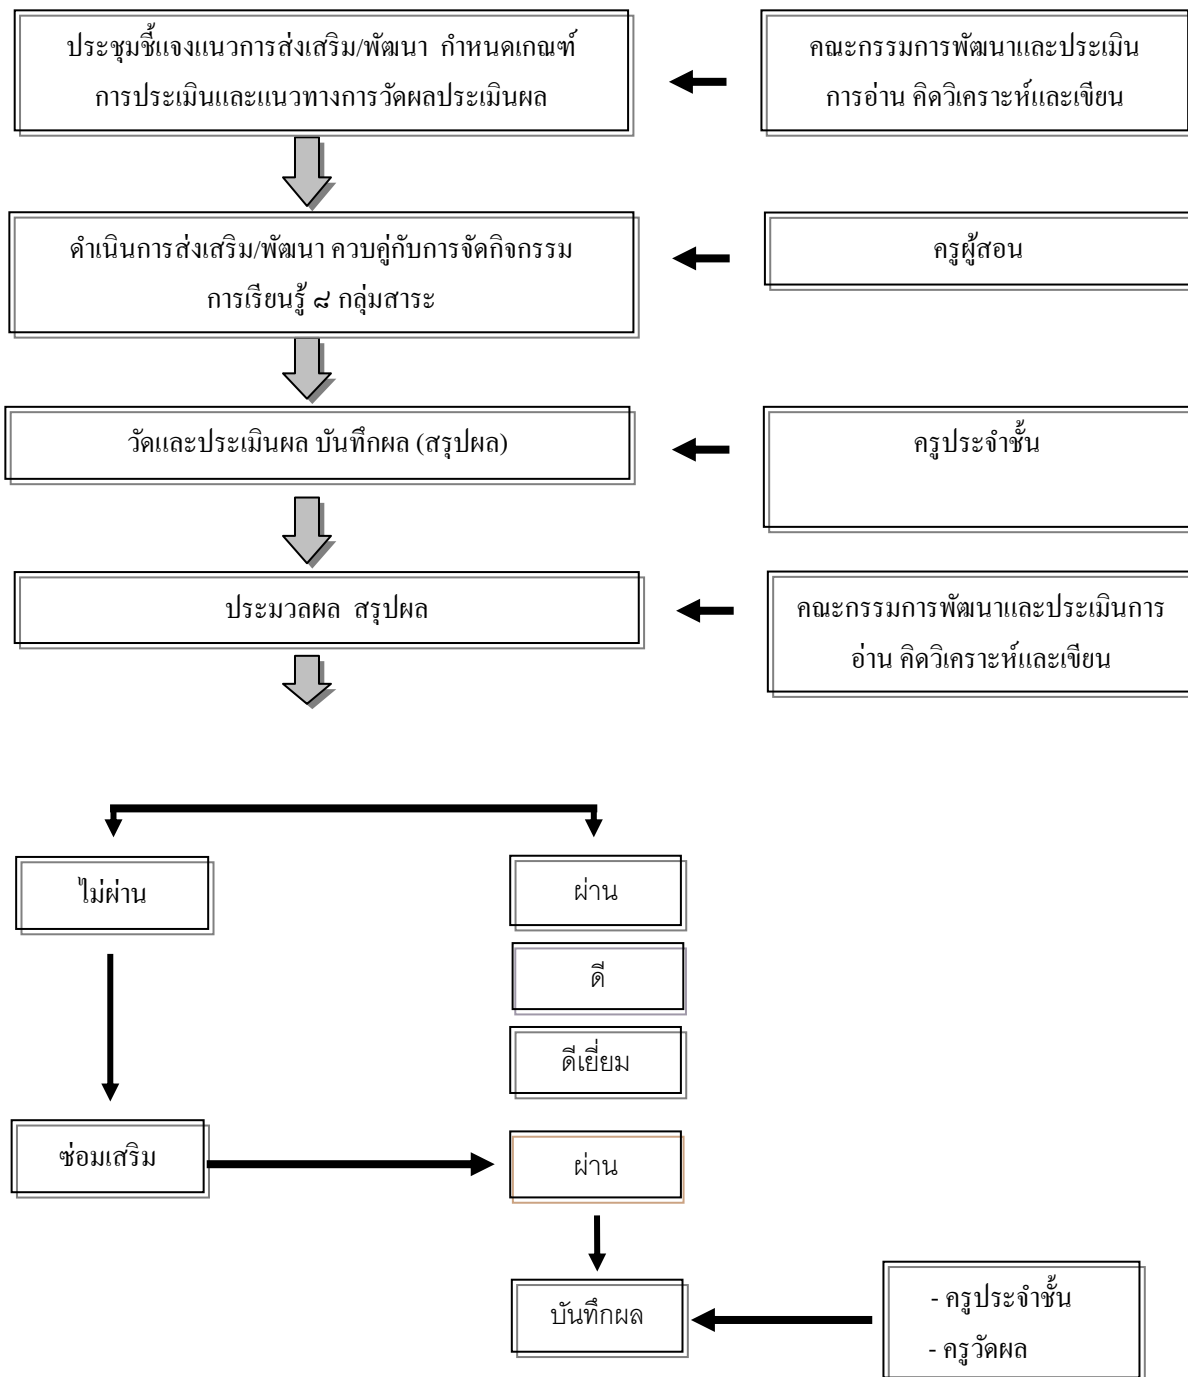 ประชุมชี้แจงแนวการส่งเสริม/พัฒนา กำหนดเกณฑ์
การประเมินและแนวทางการวัดผลประเมินผล
คณะกรรมการพัฒนาและประเมิน
การอ่าน คิดวิเคราะห์และเขียน
ดำเนินการส่งเสริม/พัฒนา ควบคู่กับการจัดกิจกรรม
การเรียนรู้ ๘ กลุ่มสาระ
ครูผู้สอน
วัดและประเมินผล บันทึกผล (สรุปผล)
ครูประจำชั้น
ประมวลผล สรุปผล
คณะกรรมการพัฒนาและประเมินการ
อ่าน คิดวิเคราะห์และเขียน
ไม่ผ่าน
ผ่าน
ดี
ดีเยี่ยม
ซ่อมเสริม
ผ่าน
บันทึกผล
- ครูประจำชั้น
- ครูวัดผล